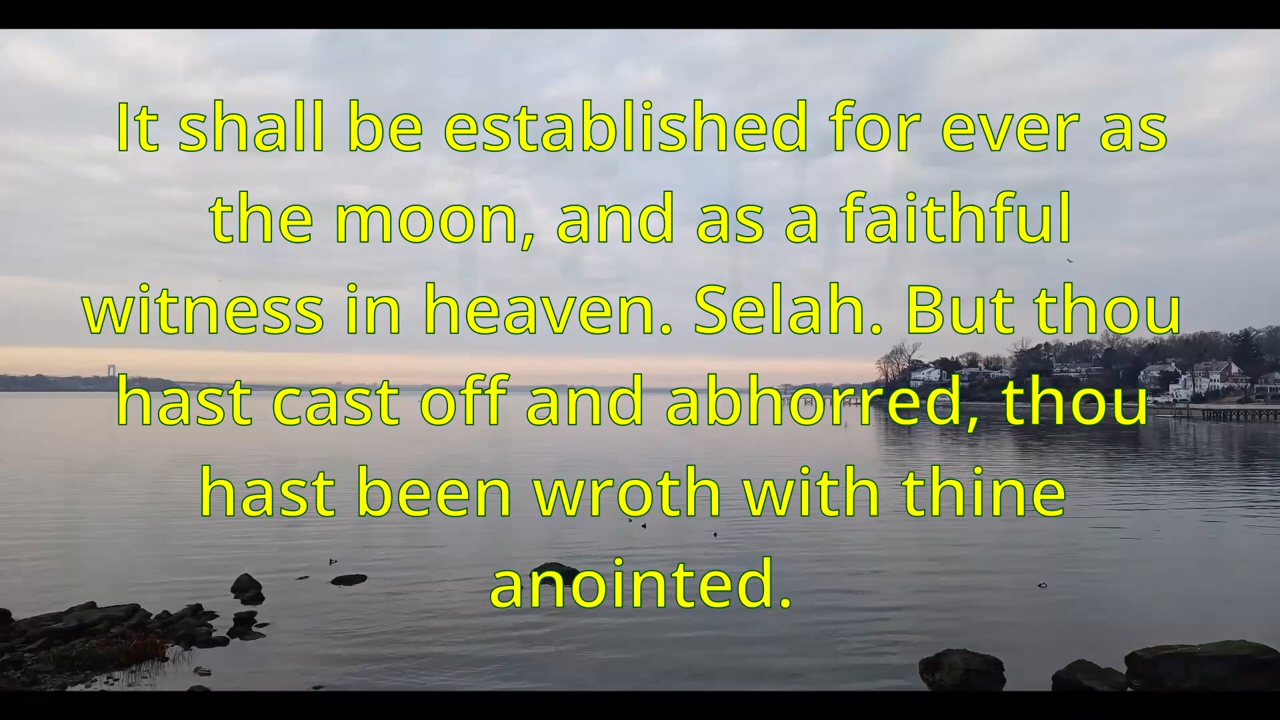 It shall be established for ever as
the moon, and as a faithful
witness in heaven. Selah. But thou
hast cast off and abhorred, thou
hast been wroth with thine
anointed.